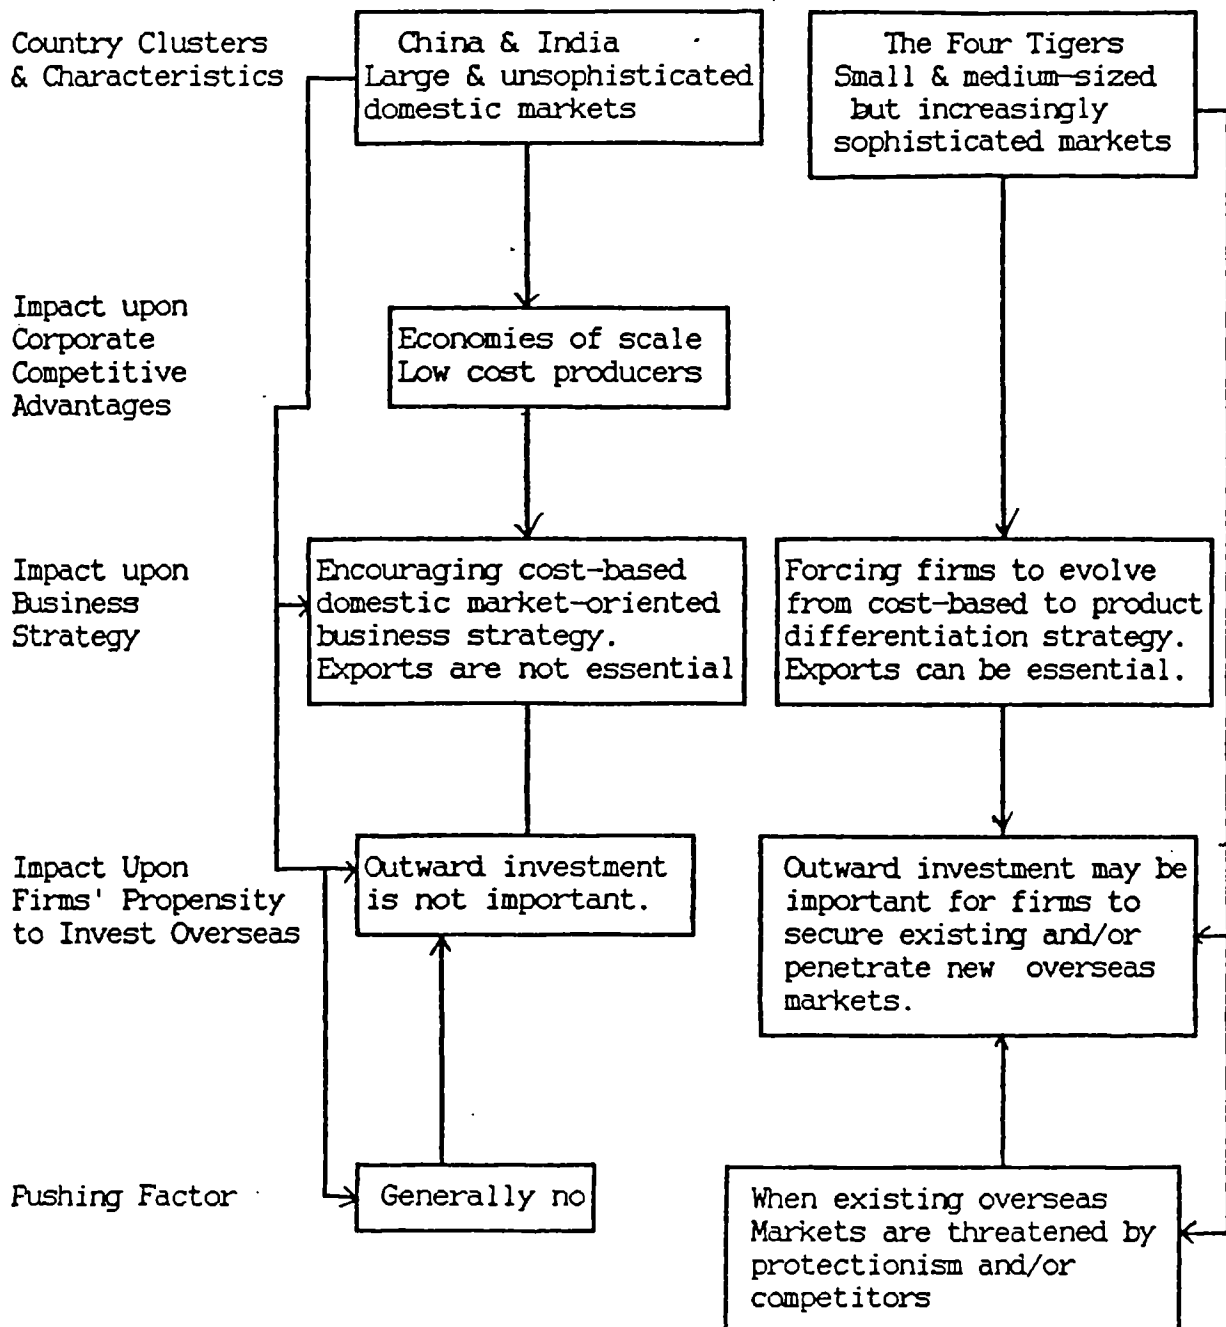 Country Clusters
& Characteristics
China & India
Large & unsophisticated
domestic markets
The Four Tigers
Small & medium-sized
but increasingly
sophisticated markets
Impact upon
Corporate
Competitive
Advantages
Economies of scale
Low cost producers
Impact upon
Business
Strategy
Encouraging cost-based
domestic market-oriented
business strategy.
Exports are not essential
Forcing firms to evolve
from cost-based to product
differentiation strategy.
Exports can be essential.
Impact Upon
Firms' Propensity
to Invest Overseas
Outward investment
is not important.
Outward investment may be
important for firms to
secure existing and/or
penetrate new overseas
markets.
Pushing Factor
Generally no
When existing overseas
Markets are threatened by
protectionism and/or
competitors